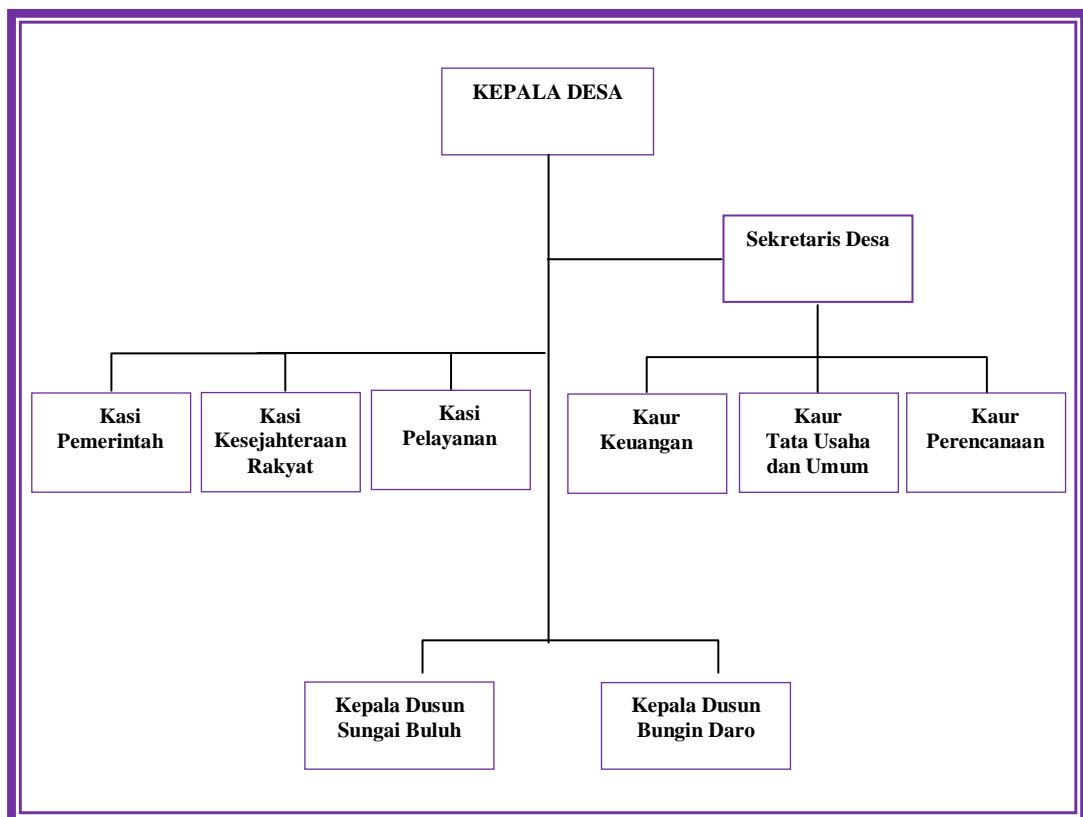 KEPALA DESA
Sekretaris Desa
Kasi
Pemerintah
Kasi
Kesejahteraan
Rakyat
Kasi
Pelayanan
Kaur
Keuangan
Kaur
Tata Usaha
dan Umum
Kaur
Perencanaan
Kepala Dusun
Sungai Buluh
Kepala Dusun
Bungin Daro